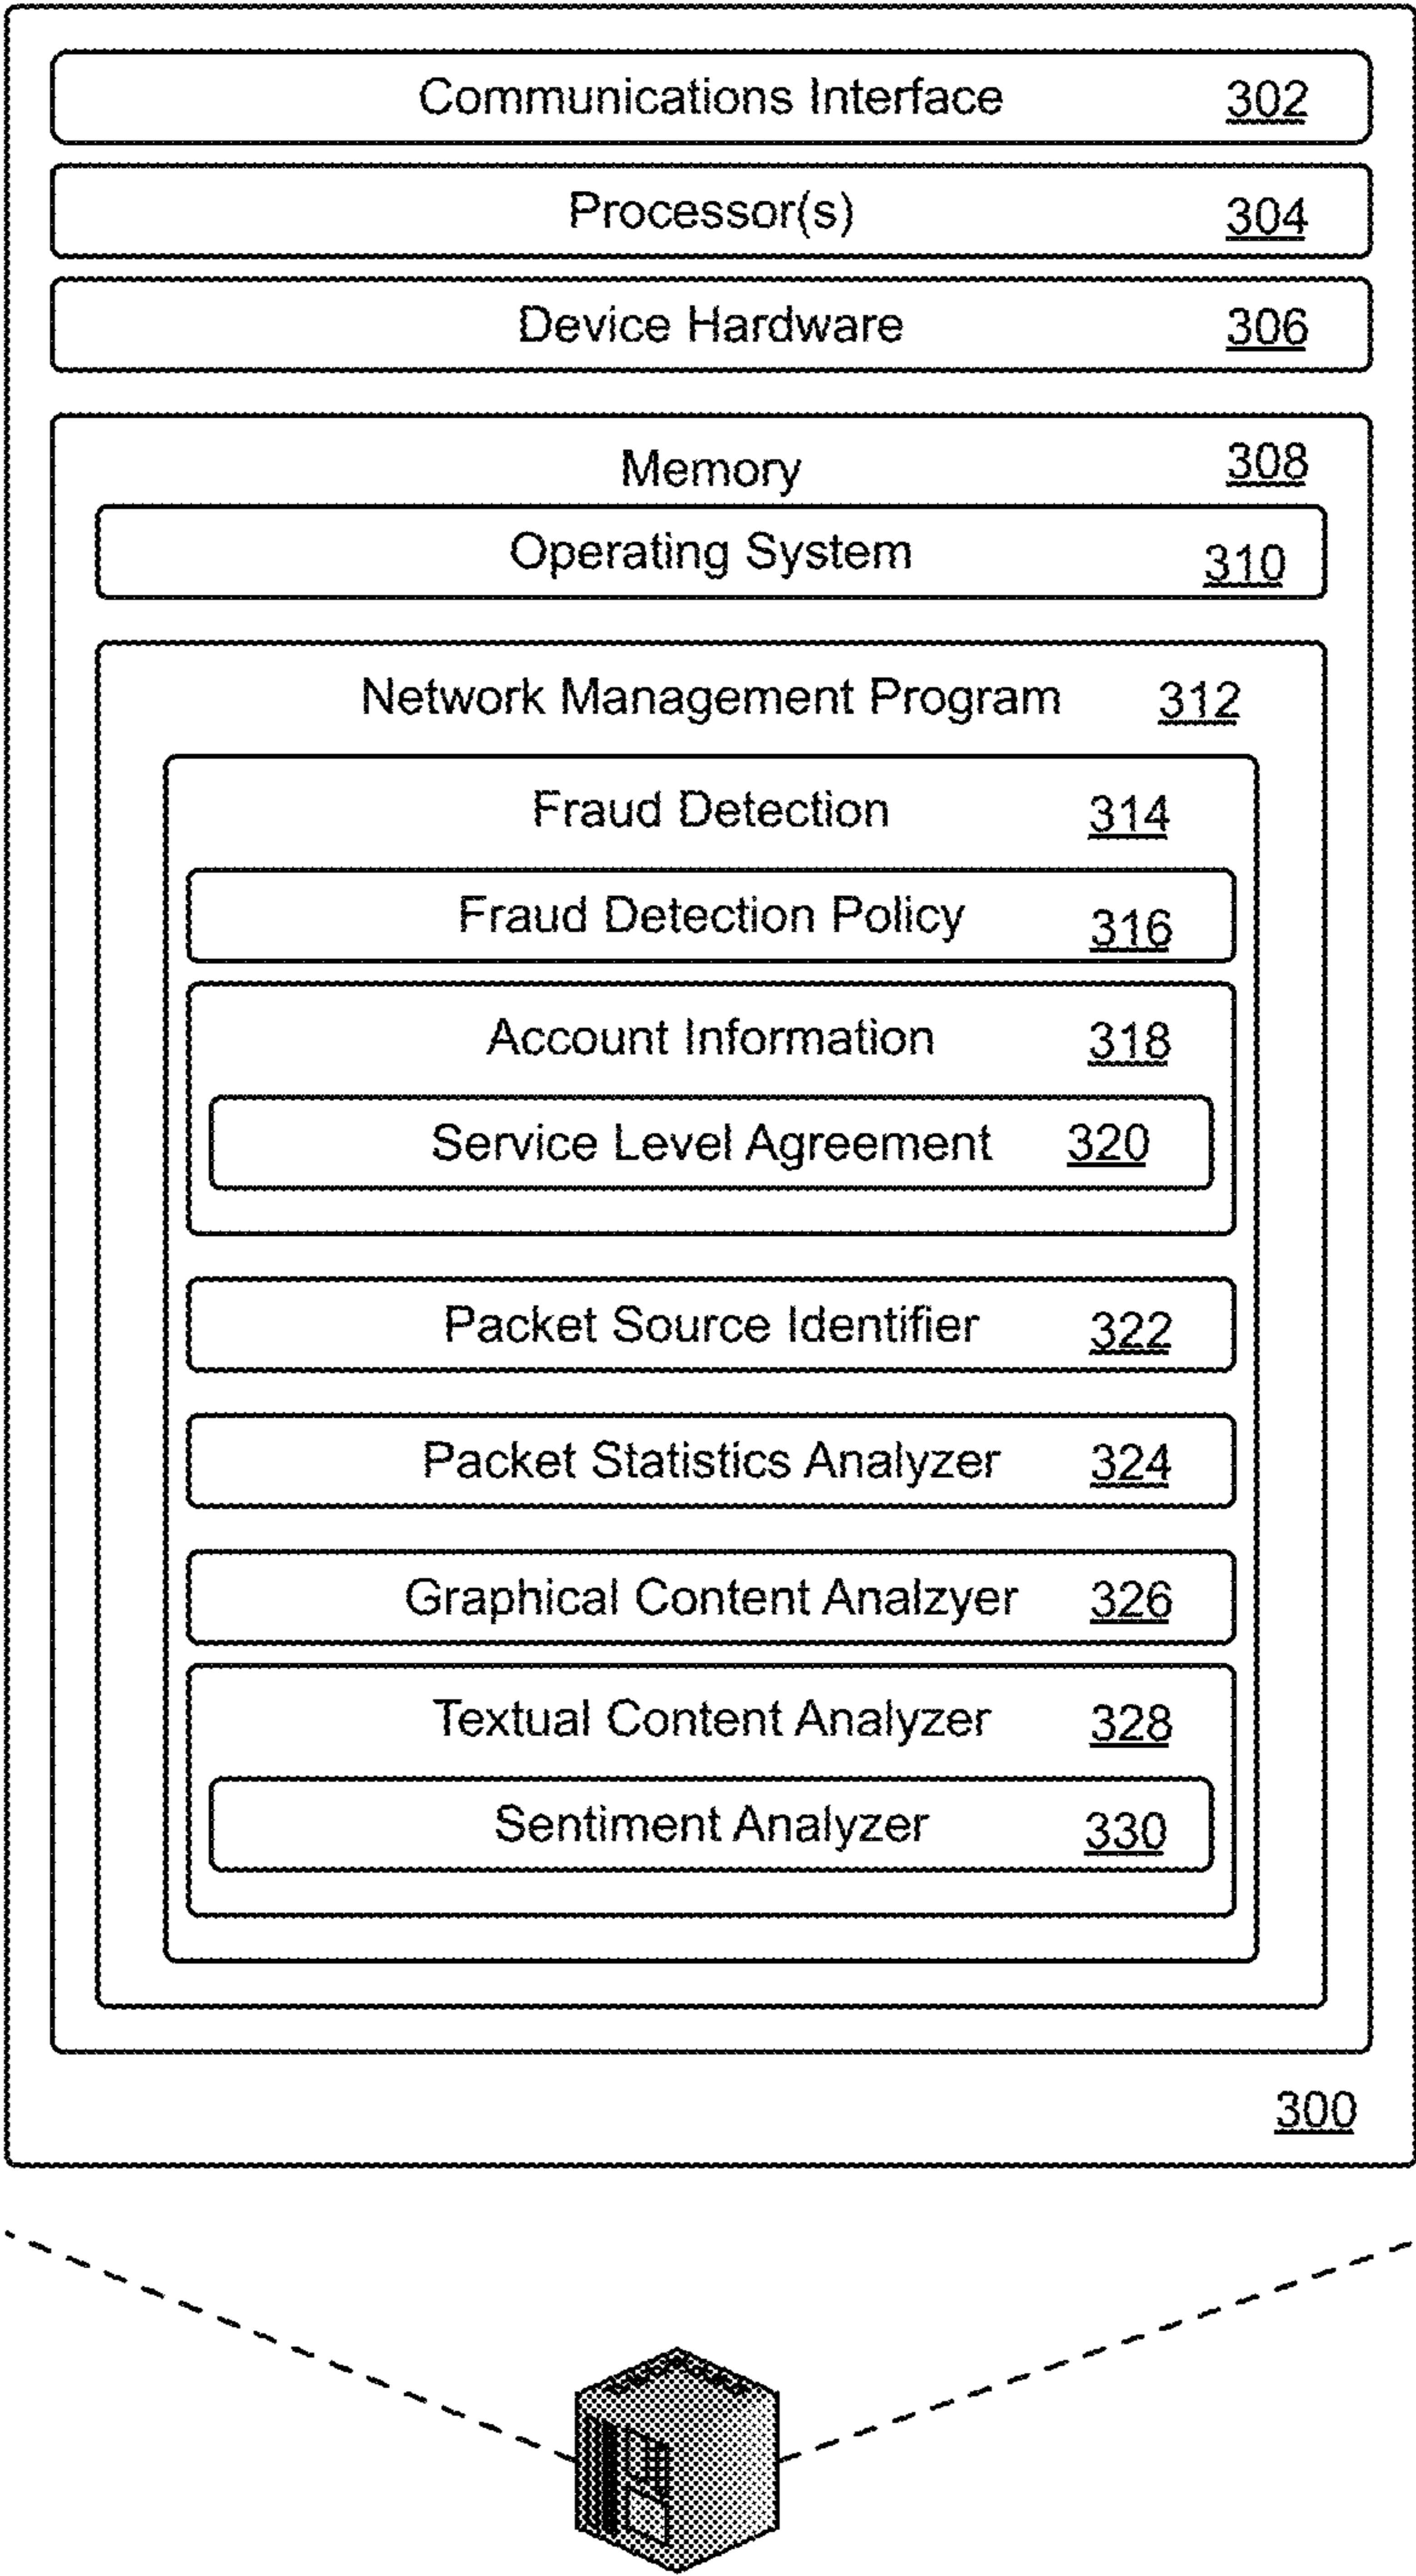 Communications Interface 302
Processor(s) 304
Device Hardware 306
Memory 308
Operating System 310
Network Management Program 312
Fraud Detection 314
Fraud Detection Policy 316
Account Information 318
Service Level Agreement 320
Packet Source Identifier 322
Packet Statistics Analyzer 324
Graphical Content Analzyer 326
Textual Content Analyzer 328
Sentiment Analyzer 330
300